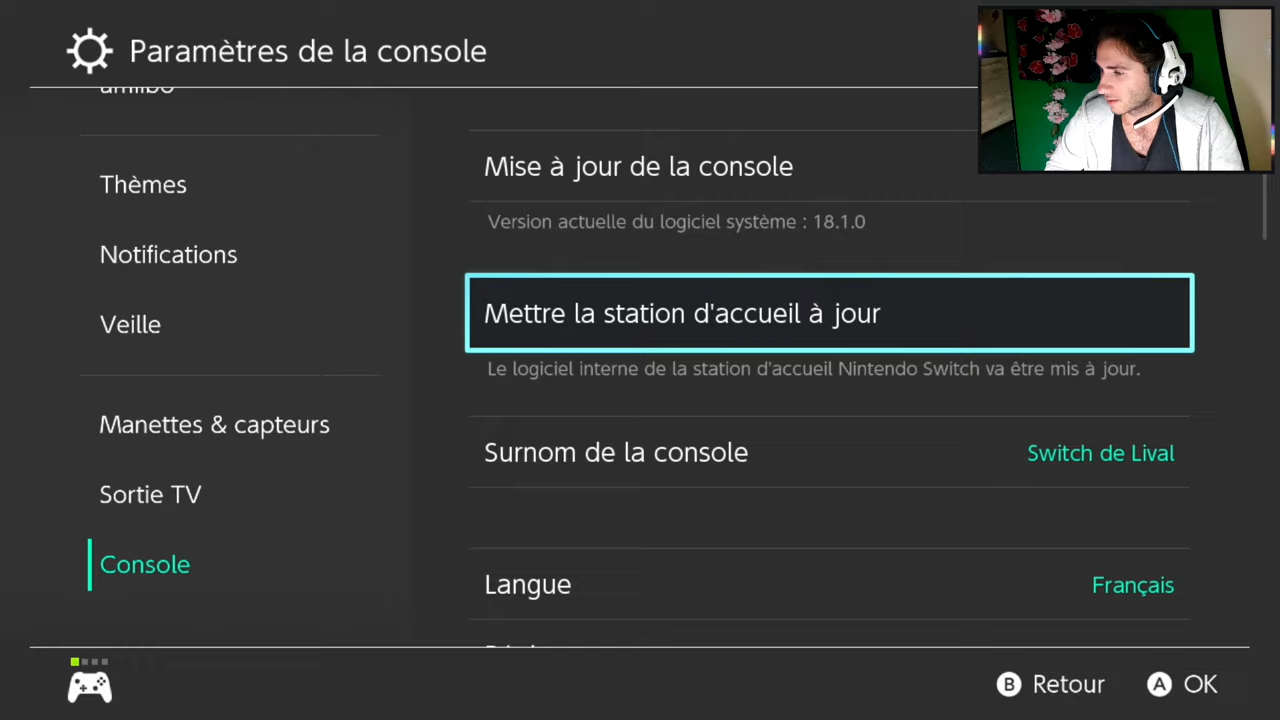 Paramètres de la console
amiibo
Thèmes
Notifications
Veille
Manettes & capteurs
Sortie TV
Console
Mise à jour de la console
Version actuelle du logiciel système : 18.1.0
Mettre la station d'accueil à jour
Le logiciel interne de la station d'accueil Nintendo Switch va être mis à jour.
Surnom de la console
Switch de Lival
Langue
Français
B Retour
A OK